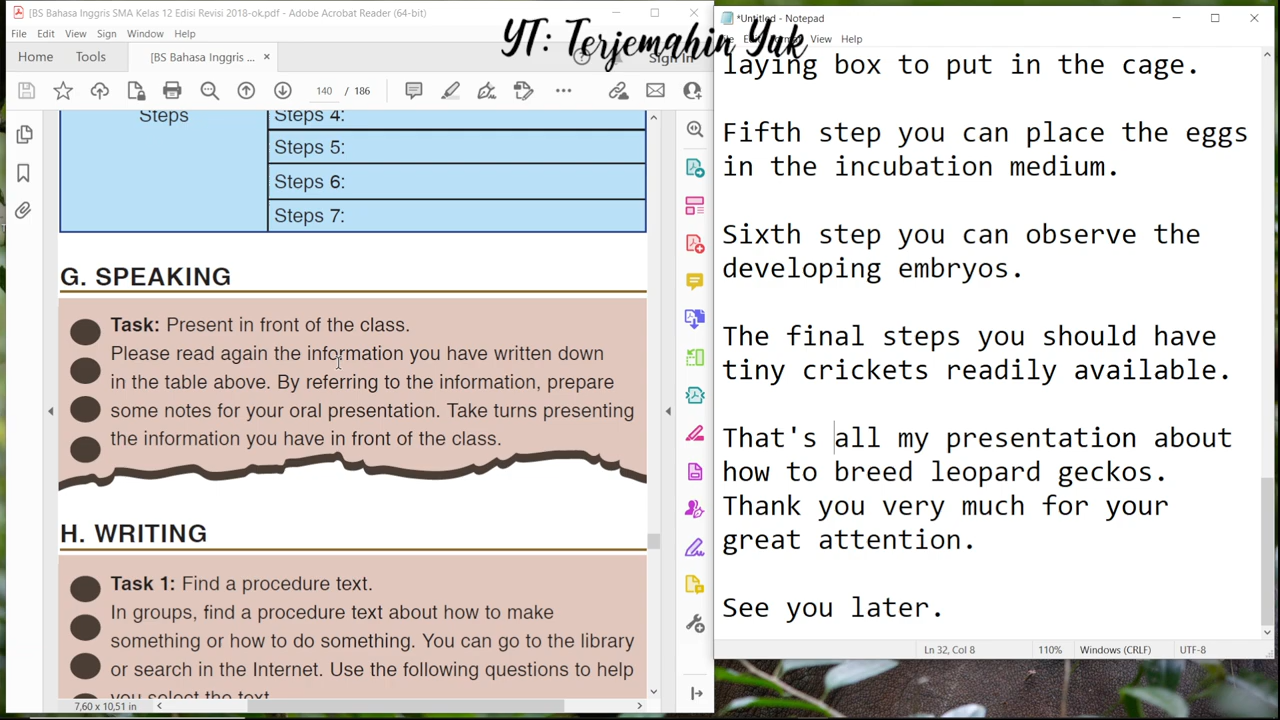 [BS Bahasa Inggris SMA Kelas 12 Edisi Revisi 2018-ok.pdf - Adobe Acrobat Reader (64-bit)
File Edit View Sign Window Help
Home Tools [BS Bahasa Inggris ... × Sign In
140 / 186
Steps
Steps 4:
Steps 5:
Steps 6:
Steps 7:
G. SPEAKING
Task: Present in front of the class.
Please read again the information you have written down
in the table above. By referring to the information, prepare
some notes for your oral presentation. Take turns presenting
the information you have in front of the class.
H. WRITING
Task 1: Find a procedure text.
In groups, find a procedure text about how to make
something or how to do something. You can go to the library
or search in the Internet. Use the following questions to help
you select the text.
7,60 x 10,51 in
YT: Terjemahin Yuk
*Untitled - Notepad
View Help
laying box to put in the cage.
Fifth step you can place the eggs
in the incubation medium.
Sixth step you can observe the
developing embryos.
The final steps you should have
tiny crickets readily available.
That's all my presentation about
how to breed leopard geckos.
Thank you very much for your
great attention.
See you later.
Ln 32, Col 8 110% Windows (CRLF) UTF-8